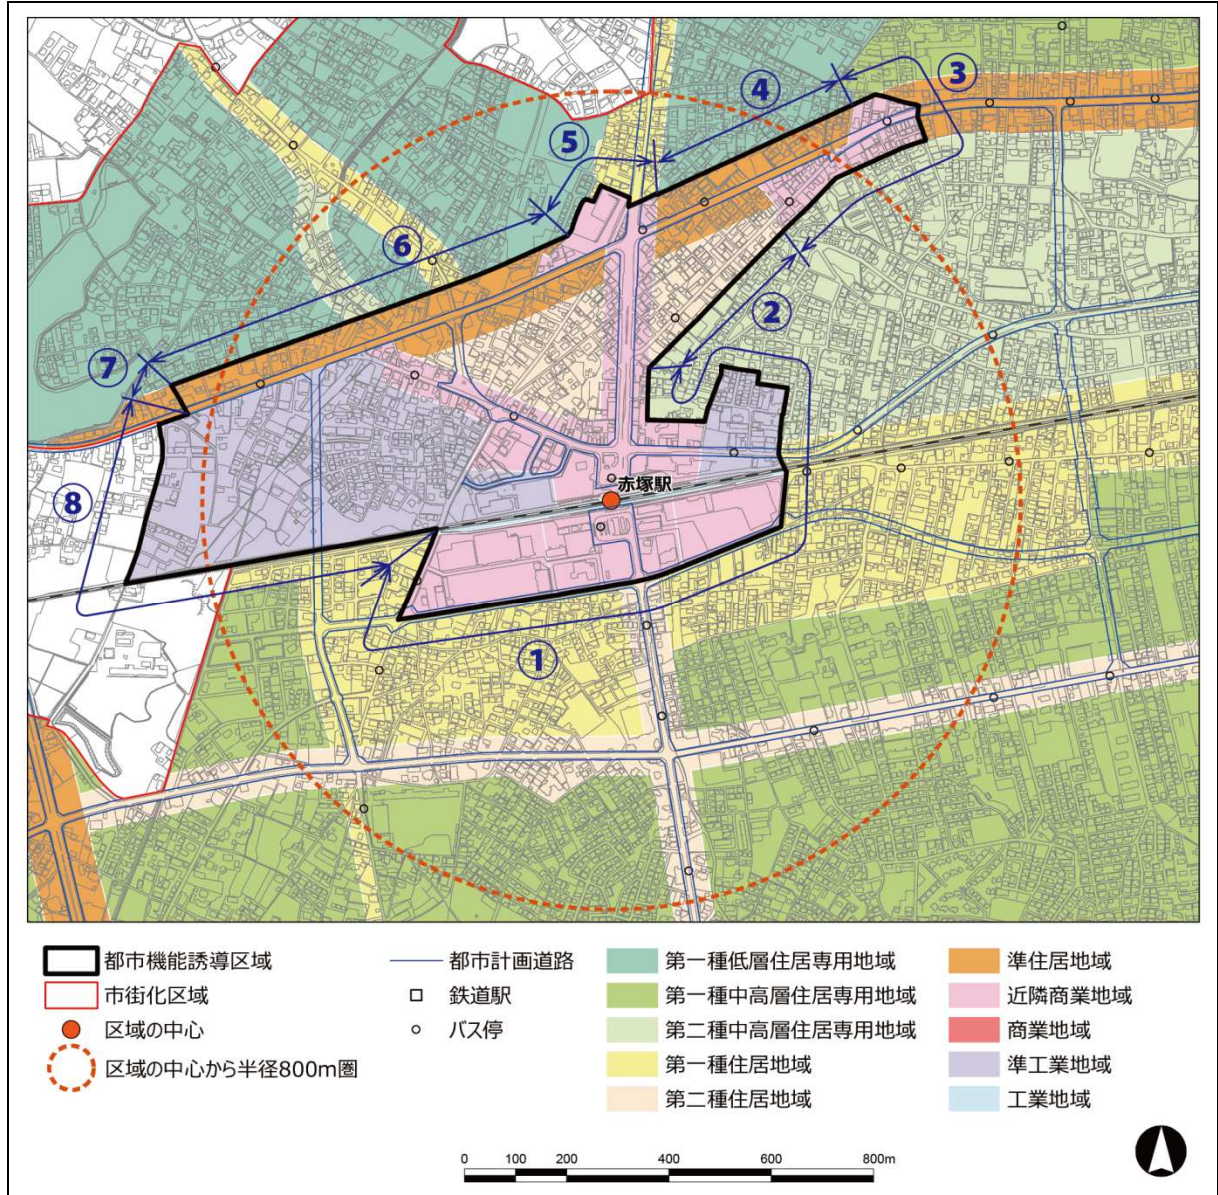 ③
④
⑤
⑥
②
⑦
赤塚駅
⑧
①
都市機能誘導区域
市街化区域
区域の中心
区域の中心から半径800m圏
都市計画道路
鉄道駅
バス停
第一種低層住居専用地域
第一種中高層住居専用地域
第二種中高層住居専用地域
第一種住居地域
第二種住居地域
準住居地域
近隣商業地域
商業地域
準工業地域
工業地域
0 100 200 400 600 800m